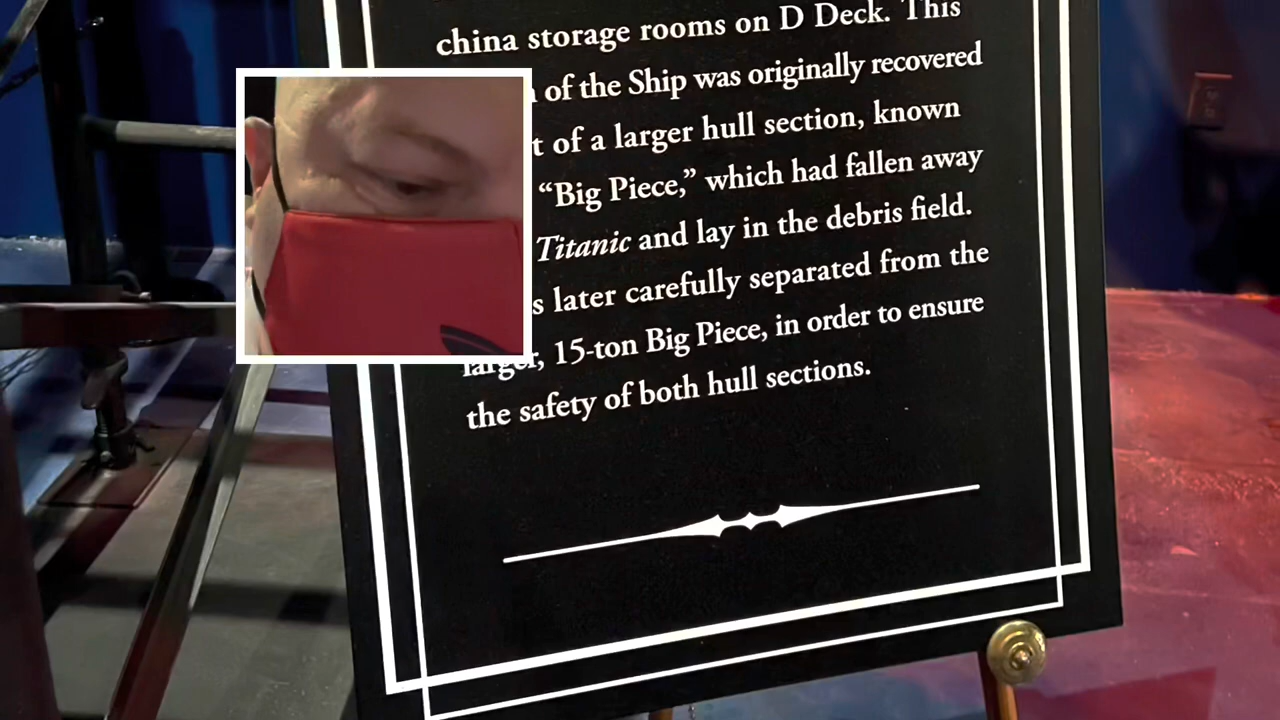 china storage rooms on D Deck. This
of the Ship was originally recovered
of a larger hull section, known
“Big Piece,” which had fallen away
Titanic and lay in the debris field.
later carefully separated from the
larger, 15-ton Big Piece, in order to ensure
the safety of both hull sections.